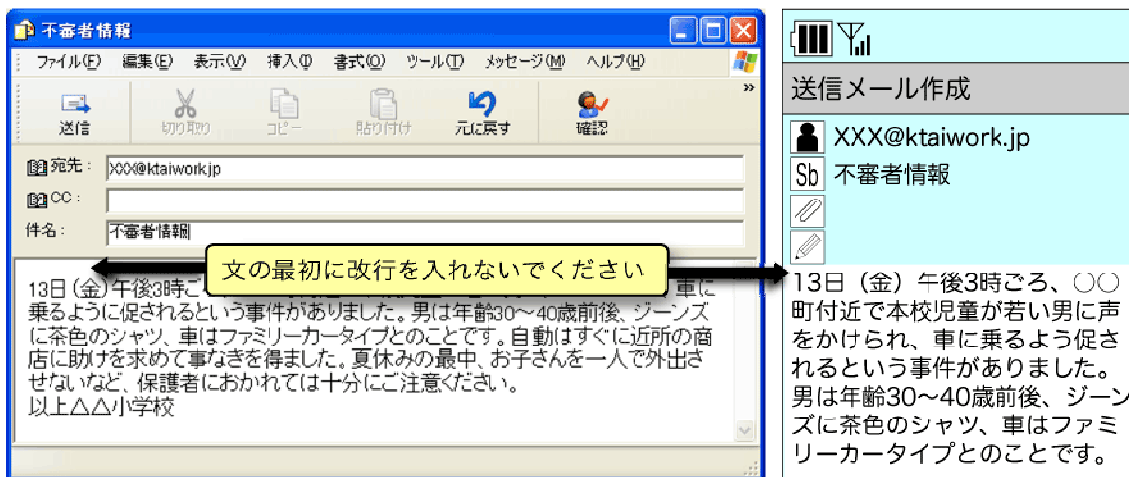 不審者情報
ファイル(F) 編集(E) 表示(V) 挿入(I) 書式(O) ツール(T) メッセージ(M) ヘルプ(H)
送信 切り取り コピー 貼り付け 元に戻す 確認
宛先: XXX@ktaiwork.jp
CC:
件名: 不審者情報
文の最初に改行を入れないでください
13日(金)午後3時ご 車に
乗るように促されるという事件がありました。男は年齢30~40歳前後、ジーンズ
に茶色のシャツ、車はファミリーカータイプとのことです。自動はすぐに近所の商
店に助けを求めて事なきを得ました。夏休みの最中、お子さんを一人で外出さ
せないなど、保護者におかれては十分にご注意ください。
以上△△小学校
送信メール作成
XXX@ktaiwork.jp
Sb 不審者情報
13日(金)午後3時ごろ、○○
町付近で本校児童が若い男に声
をかけられ、車に乗るよう促さ
れるという事件がありました。
男は年齢30~40歳前後、ジーン
ズに茶色のシャツ、車はファミ
リーカータイプとのことです。